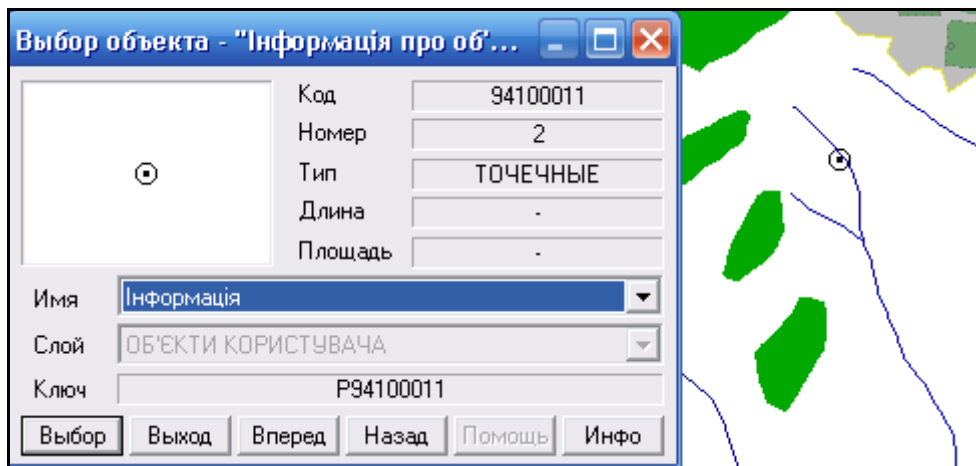 Выбор объекта - "Інформація про об'...
Код 94100011
Номер 2
Тип ТОЧЕЧНЫЕ
Длина -
Площадь -
Имя Інформація
Слой ОБ'ЄКТИ КОРИСТУВАЧА
Ключ P94100011
Выбор Выход Вперед Назад Помощь Инфо